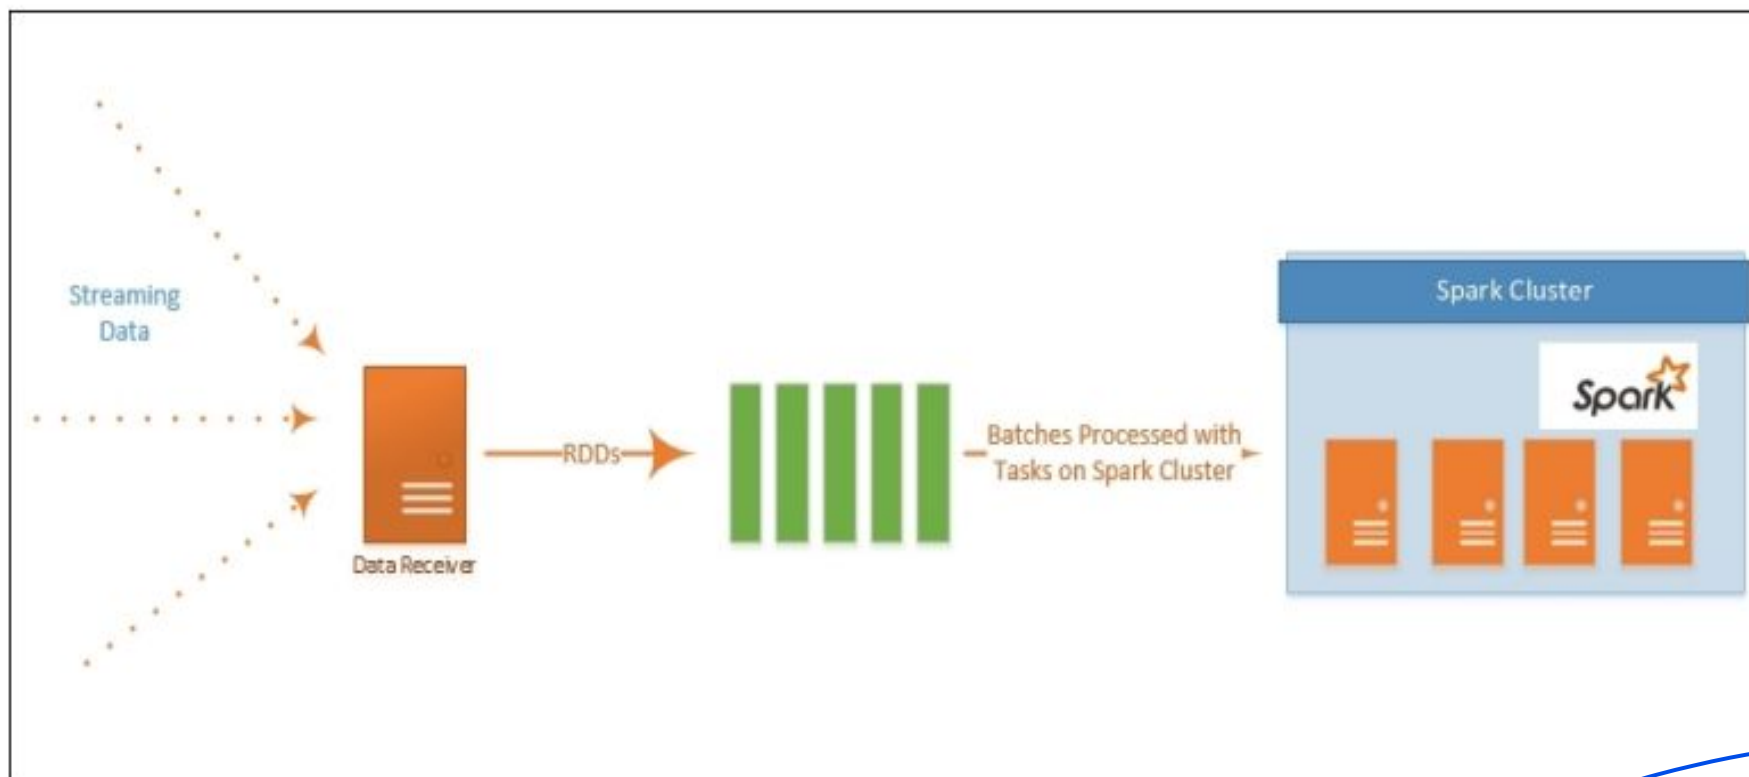 Streaming
Data
Data Receiver
RDDs
Batches Processed with
Tasks on Spark Cluster
Spark Cluster
Spark